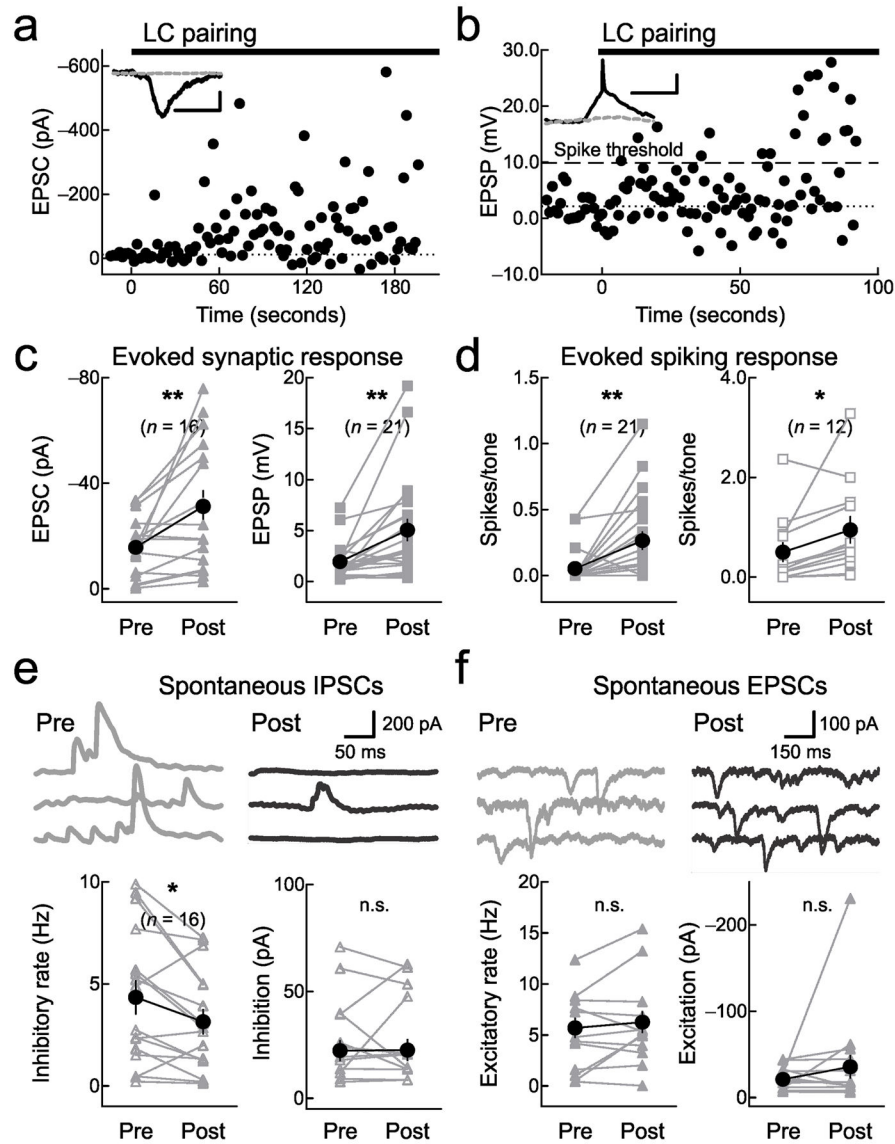 a
LC pairing
EPSC (pA)
–600
–400
–200
0
0 60 120 180
Time (seconds)
b
LC pairing
EPSP (mV)
30.0
20.0
10.0
0.0
–10.0
Spike threshold
0 50 100
Time (seconds)
c
Evoked synaptic response
EPSC (pA)
–80
–40
0
**
(n = 16)
Pre Post
EPSP (mV)
20
15
10
5
0
**
(n = 21)
Pre Post
d
Evoked spiking response
Spikes/tone
1.5
1.0
0.5
0.0
**
(n = 21)
Pre Post
Spikes/tone
4.0
2.0
0.0
*
(n = 12)
Pre Post
e
Spontaneous IPSCs
Pre
Post
200 pA
50 ms
Inhibitory rate (Hz)
10
5
0
*
(n = 16)
Pre Post
Inhibition (pA)
100
50
0
n.s.
Pre Post
f
Spontaneous EPSCs
Pre
Post
100 pA
150 ms
Excitatory rate (Hz)
20
15
10
5
0
n.s.
Pre Post
Excitation (pA)
–200
–100
0
n.s.
Pre Post